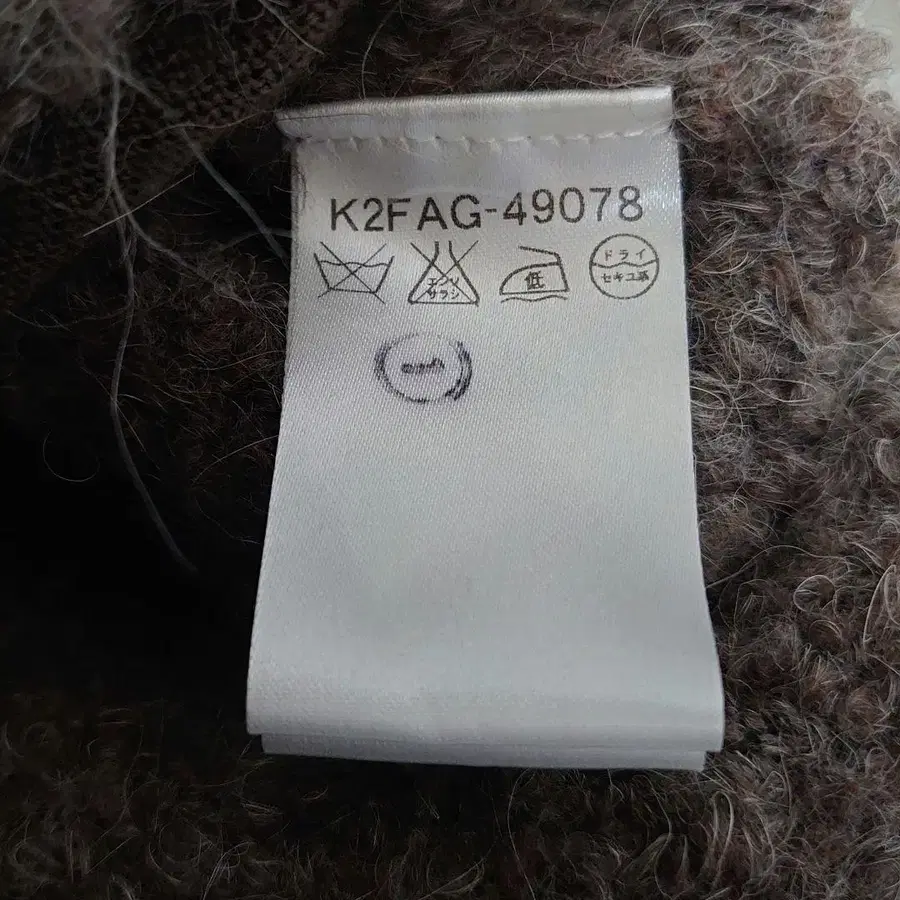 K2FAG-49078
エンソ
サラシ
低
ドライ
セキユ系